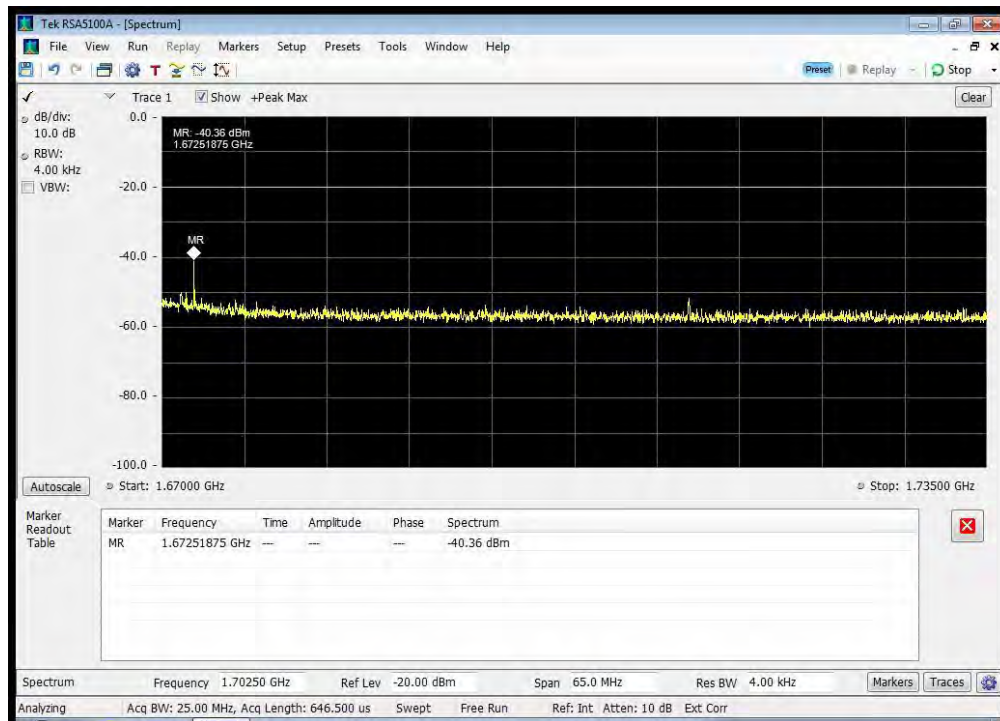 Tek RSA5100A - [Spectrum]
File View Run Replay Markers Setup Presets Tools Window Help
T
Preset Replay Stop
Trace 1 Show +Peak Max Clear
dB/div:
10.0 dB
RBW:
4.00 kHz
VBW:
0.0
MR: -40.36 dBm
1.67251875 GHz
-20.0
MR
-40.0
-60.0
-80.0
-100.0
Autoscale Start: 1.67000 GHz Stop: 1.73500 GHz
Marker
Readout
Table
Marker Frequency Time Amplitude Phase Spectrum
MR 1.67251875 GHz --- --- --- -40.36 dBm
Spectrum Frequency 1.70250 GHz Ref Lev -20.00 dBm Span 65.0 MHz Res BW 4.00 kHz Markers Traces
Analyzing Acq BW: 25.00 MHz, Acq Length: 646.500 us Swept Free Run Ref: Int Atten: 10 dB Ext Corr